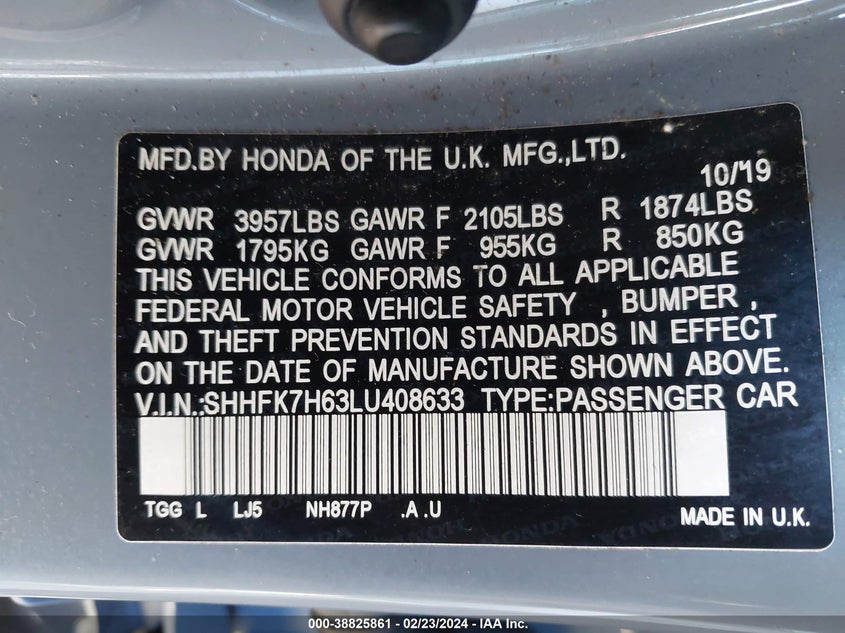 MFD.BY HONDA OF THE U.K. MFG.,LTD.
10/19
GVWR 3957LBS GAWR F 2105LBS R 1874LBS
GVWR 1795KG GAWR F 955KG R 850KG
THIS VEHICLE CONFORMS TO ALL APPLICABLE
FEDERAL MOTOR VEHICLE SAFETY , BUMPER ,
AND THEFT PREVENTION STANDARDS IN EFFECT
ON THE DATE OF MANUFACTURE SHOWN ABOVE.
V.I.N.:SHHFK7H63LU408633 TYPE:PASSENGER CAR
TGG L LJ5 NH877P .A .U MADE IN U.K.
000-38825861 - 02/23/2024 - IAA Inc.